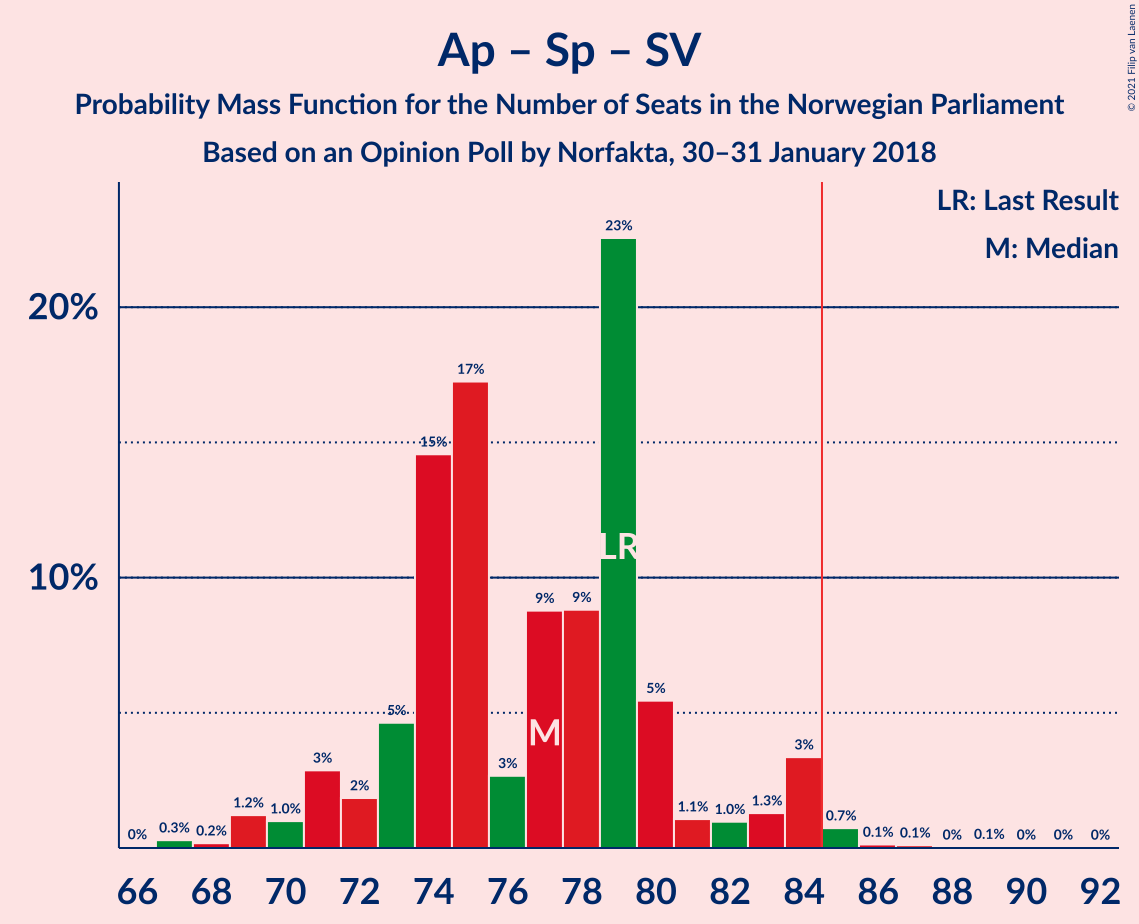 Ap – Sp – SV
Probability Mass Function for the Number of Seats in the Norwegian Parliament
Based on an Opinion Poll by Norfakta, 30–31 January 2018
© 2021 Filip van Laenen
LR: Last Result
M: Median
20%
10%
0% 0.3% 0.2% 1.2% 1.0% 3% 2% 5% 15% 17% 3% 9% 9% 23% 5% 1.1% 1.0% 1.3% 3% 0.7% 0.1% 0.1% 0% 0.1% 0% 0% 0%
LR
M
66 68 70 72 74 76 78 80 82 84 86 88 90 92